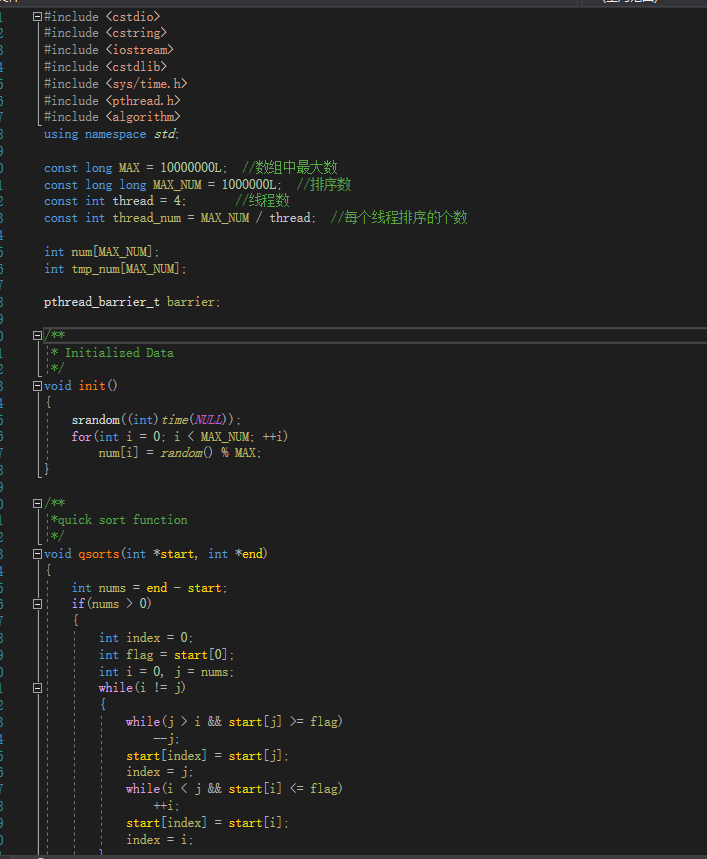 #include <cstdio>
#include <cstring>
#include <iostream>
#include <cstdlib>
#include <sys/time.h>
#include <pthread.h>
#include <algorithm>
using namespace std;
const long MAX = 10000000L; //数组中最大数
const long long MAX_NUM = 1000000L; //排序数
const int thread = 4; //线程数
const int thread_num = MAX_NUM / thread; //每个线程排序的个数
int num[MAX_NUM];
int tmp_num[MAX_NUM];
pthread_barrier_t barrier;
/**
* Initialized Data
*/
void init()
{
srandom((int)time(NULL));
for(int i = 0; i < MAX_NUM; ++i)
num[i] = random() % MAX;
}
/**
*quick sort function
*/
void qsorts(int *start, int *end)
{
int nums = end - start;
if(nums > 0)
{
int index = 0;
int flag = start[0];
int i = 0, j = nums;
while(i != j)
{
while(j > i && start[j] >= flag)
--j;
start[index] = start[j];
index = j;
while(i < j && start[i] <= flag)
++i;
start[index] = start[i];
index = i;